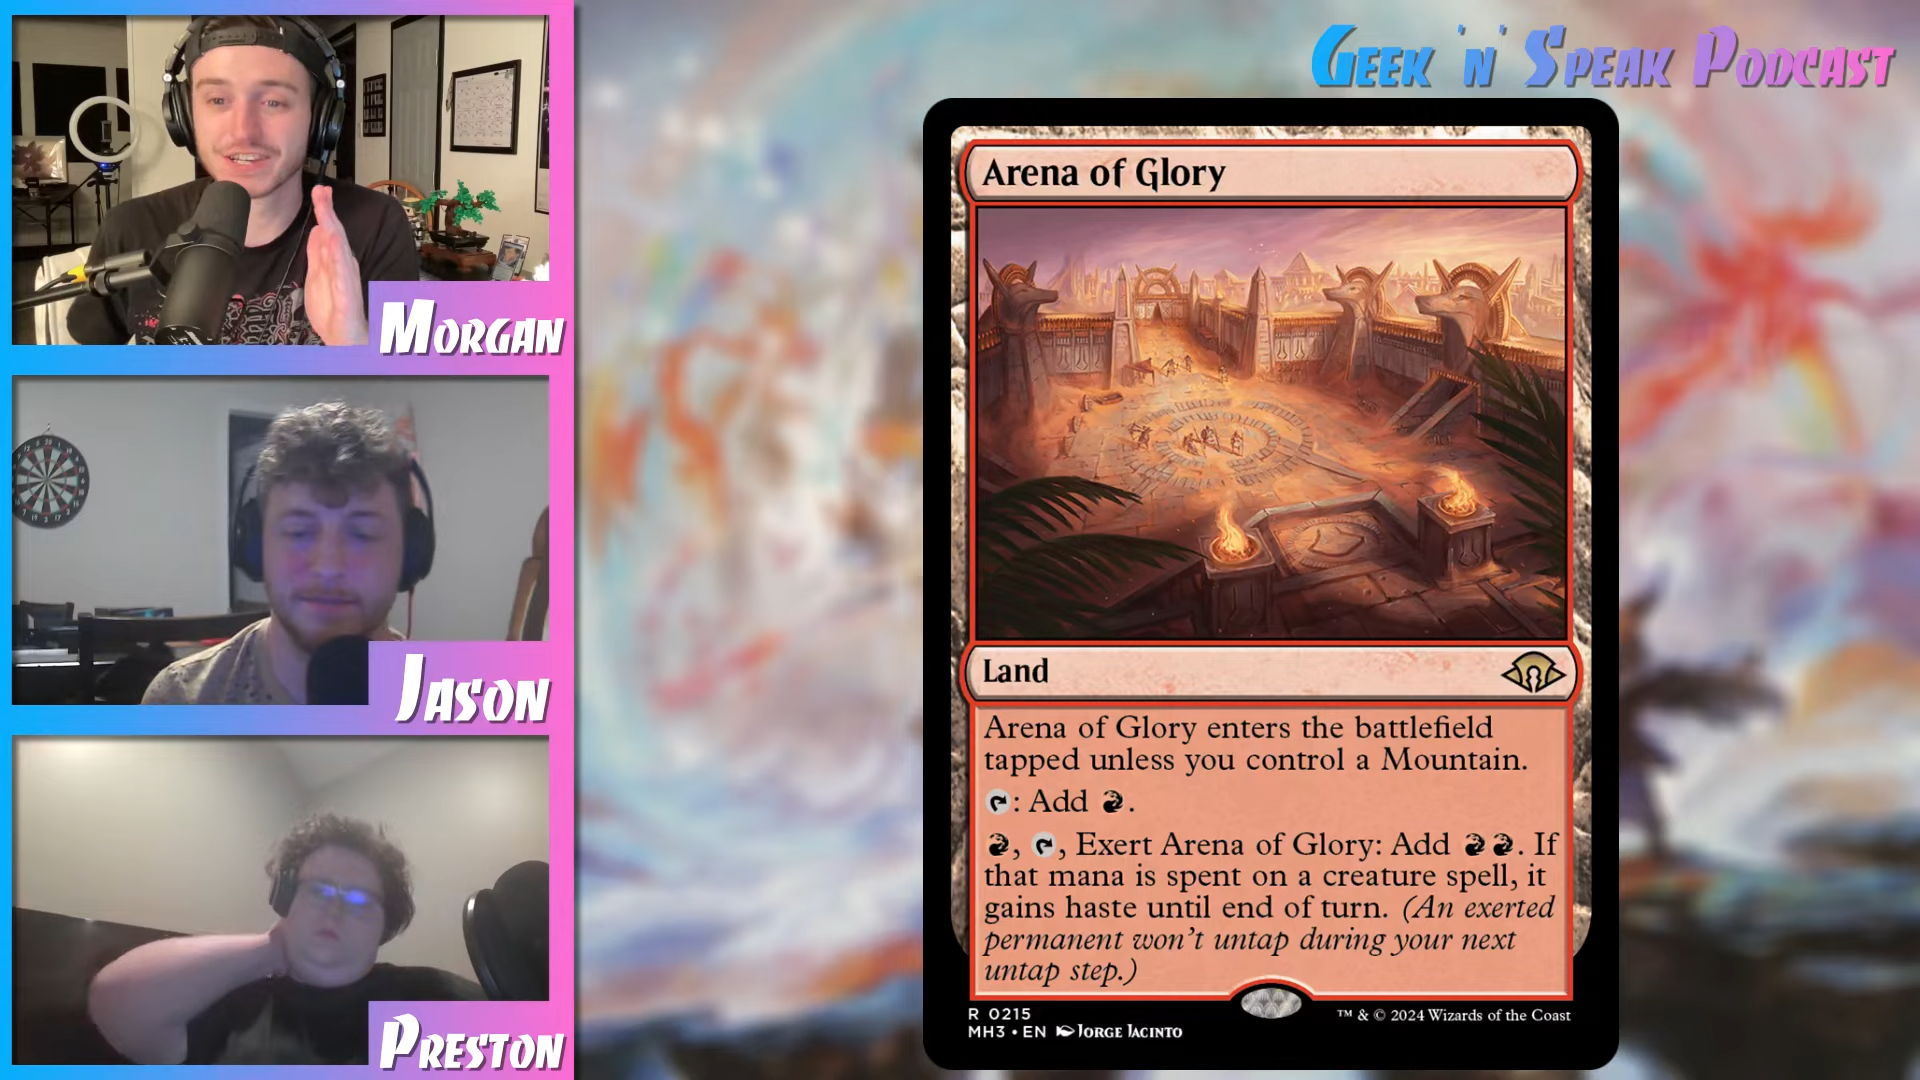 Geek 'n' Speak Podcast
Morgan
Jason
Preston
Arena of Glory
Land
Arena of Glory enters the battlefield
tapped unless you control a Mountain.
: Add .
, , Exert Arena of Glory: Add . If
that mana is spent on a creature spell, it
gains haste until end of turn. (An exerted
permanent won't untap during your next
untap step.)
R 0215
MH3 • EN Jorge Jacinto
™ & © 2024 Wizards of the Coast